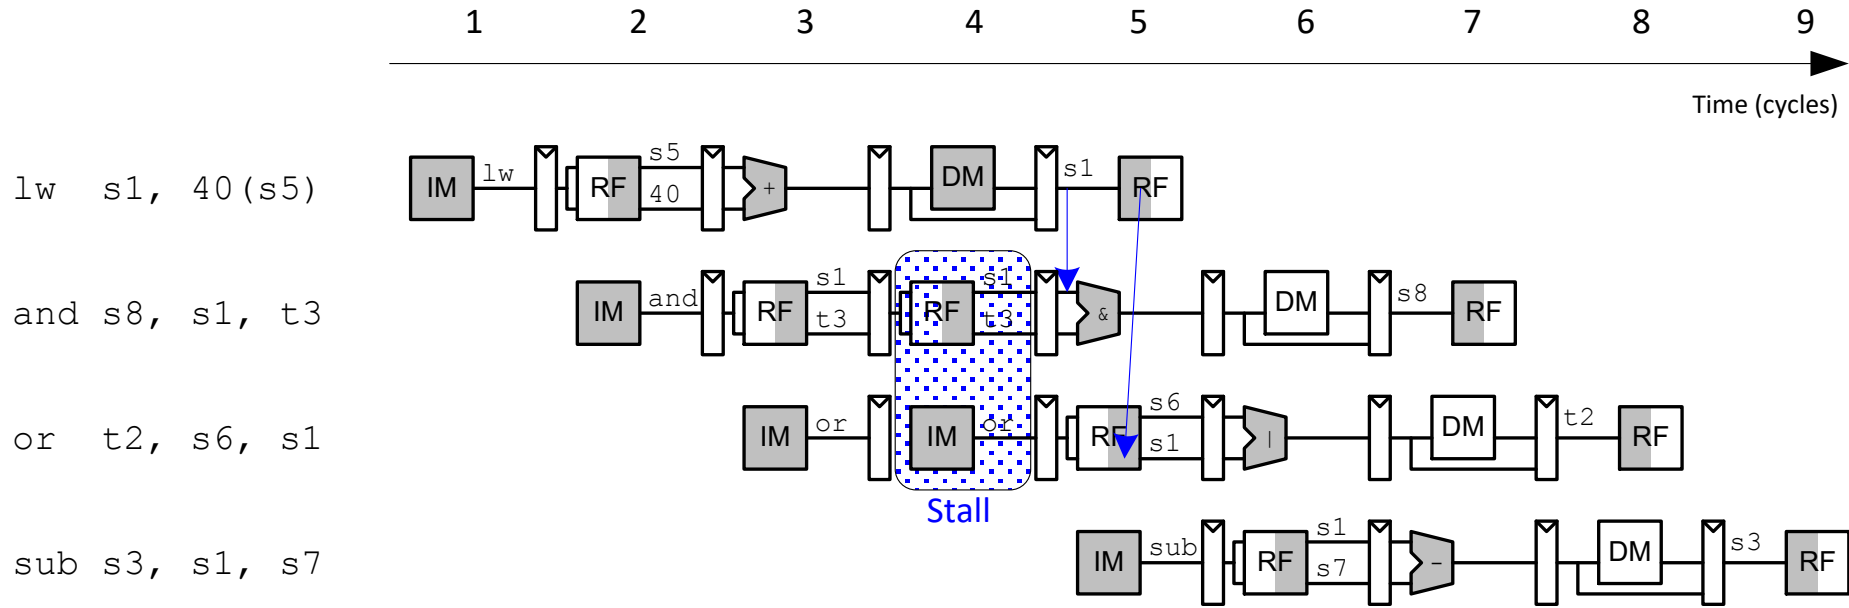 1 2 3 4 5 6 7 8 9
Time (cycles)
lw s1, 40(s5) IM lw RF s5 40 + DM s1 RF
and s8, s1, t3 IM and RF s1 t3 RF s1 t3 & DM s8 RF
or t2, s6, s1 IM or IM or RF s6 s1 | DM t2 RF
Stall
sub s3, s1, s7 IM sub RF s1 s7 - DM s3 RF